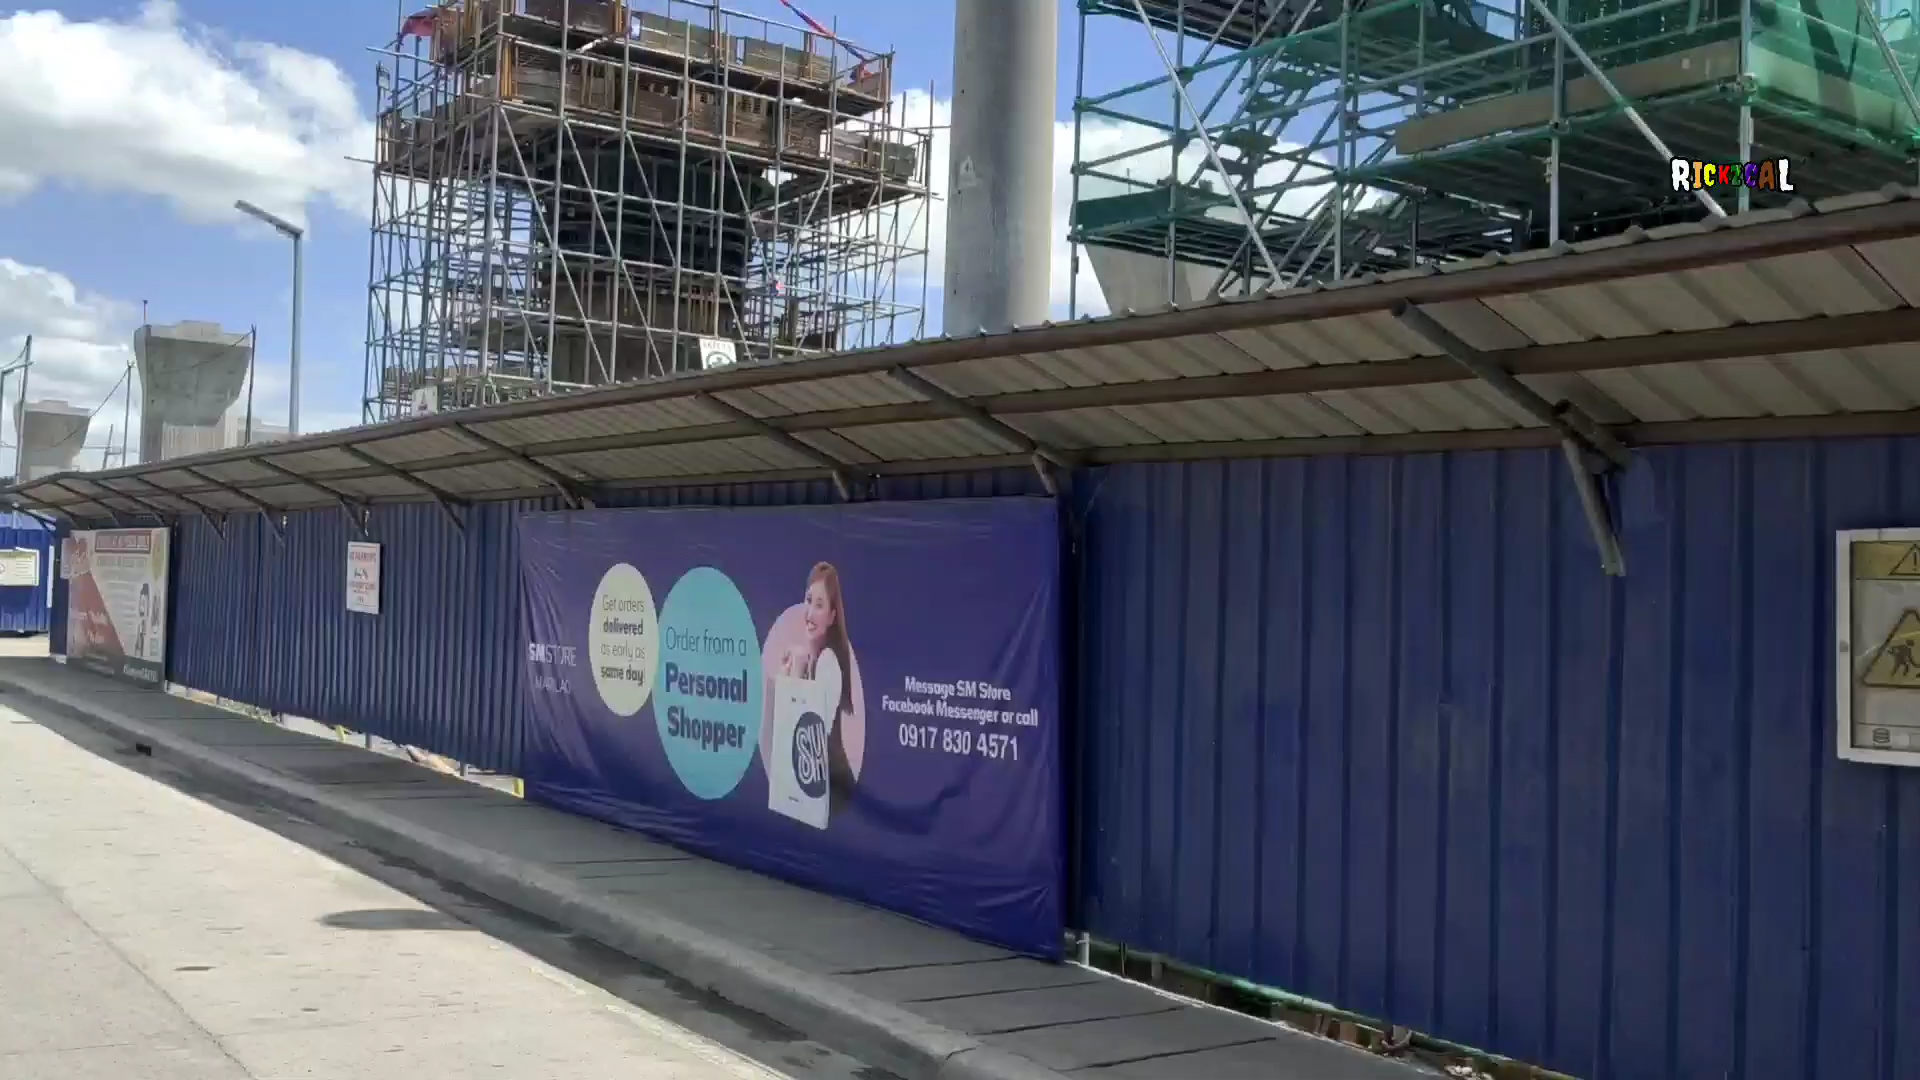 RICKZCAL
SAFETY
SM STORE
MARILAO
Get orders
delivered
as early as
same day
Order from a
Personal
Shopper
SM
Message SM Store
Facebook Messenger or call
0917 830 4571